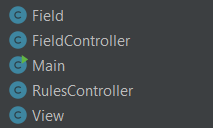 Field
FieldController
Main
RulesController
View